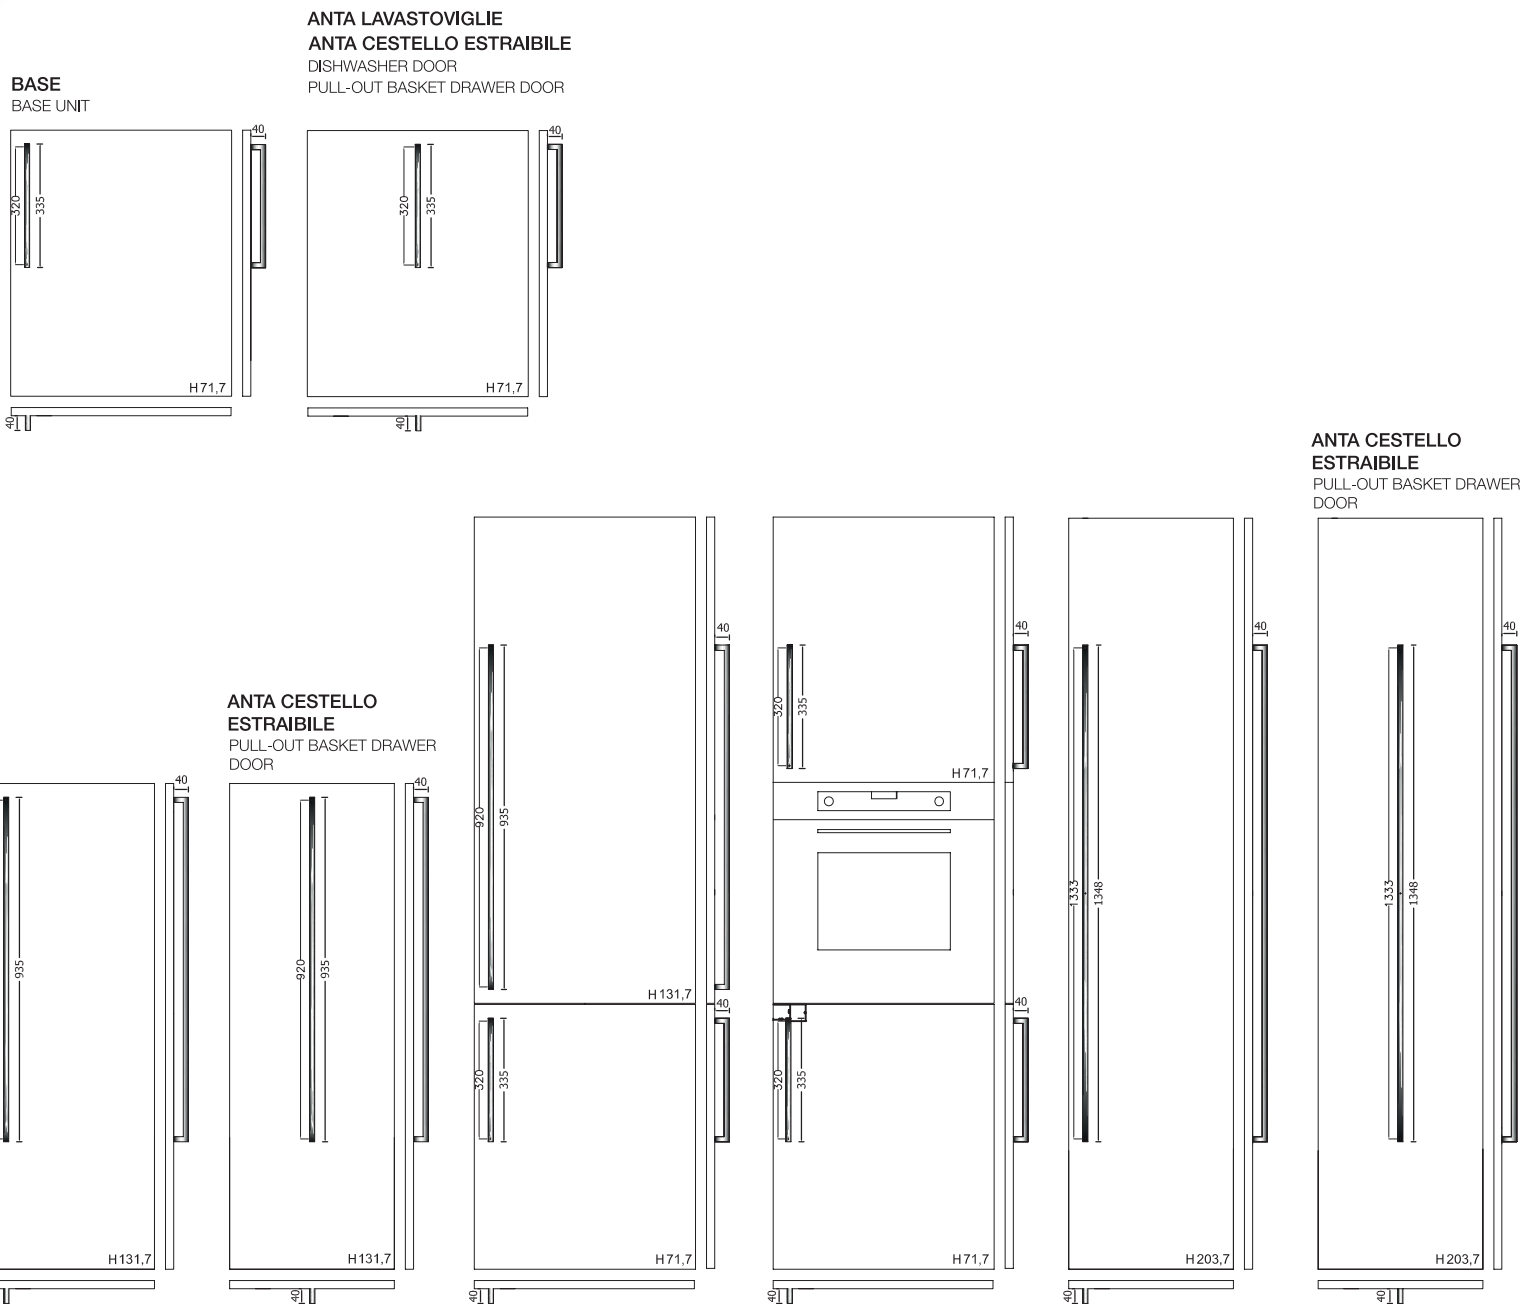 ANTA LAVASTOVIGLIE
ANTA CESTELLO ESTRAIBILE
DISHWASHER DOOR
PULL-OUT BASKET DRAWER DOOR
BASE
BASE UNIT
40
320
335
H71,7
40
40
320
335
H71,7
40
ANTA CESTELLO
ESTRAIBILE
PULL-OUT BASKET DRAWER
DOOR
ANTA CESTELLO
ESTRAIBILE
PULL-OUT BASKET DRAWER
DOOR
40
935
H131,7
40
920
935
H131,7
40
40
920
935
H131,7
40
320
335
H71,7
40
40
320
335
H71,7
40
320
335
H71,7
40
40
1333
1348
H203,7
40
40
1333
1348
H203,7
40